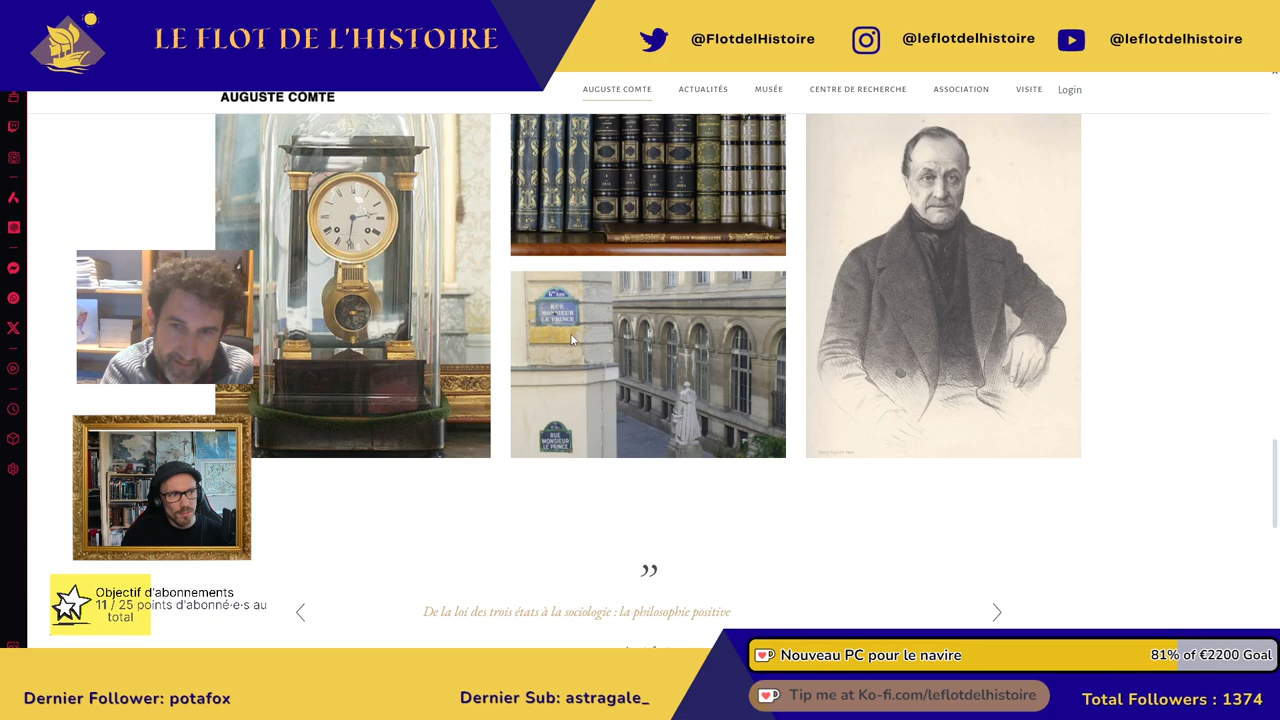 LE FLOT DE L'HISTOIRE
@FlotdelHistoire
@leflotdelhistoire
@leflotdelhistoire
AUGUSTE COMTE
AUGUSTE COMTE
ACTUALITÉS
MUSÉE
CENTRE DE RECHERCHE
ASSOCIATION
VISITE
Login
RUE
MONSIEUR
LE PRINCE
RUE
MONSIEUR
LE PRINCE
Objectif d'abonnements
11 / 25 points d'abonné·e·s au
total
”
De la loi des trois états à la sociologie : la philosophie positive
Nouveau PC pour le navire
81% of €2200 Goal
Tip me at Ko-fi.com/leflotdelhistoire
Dernier Follower: potafox
Dernier Sub: astragale_
Total Followers : 1374